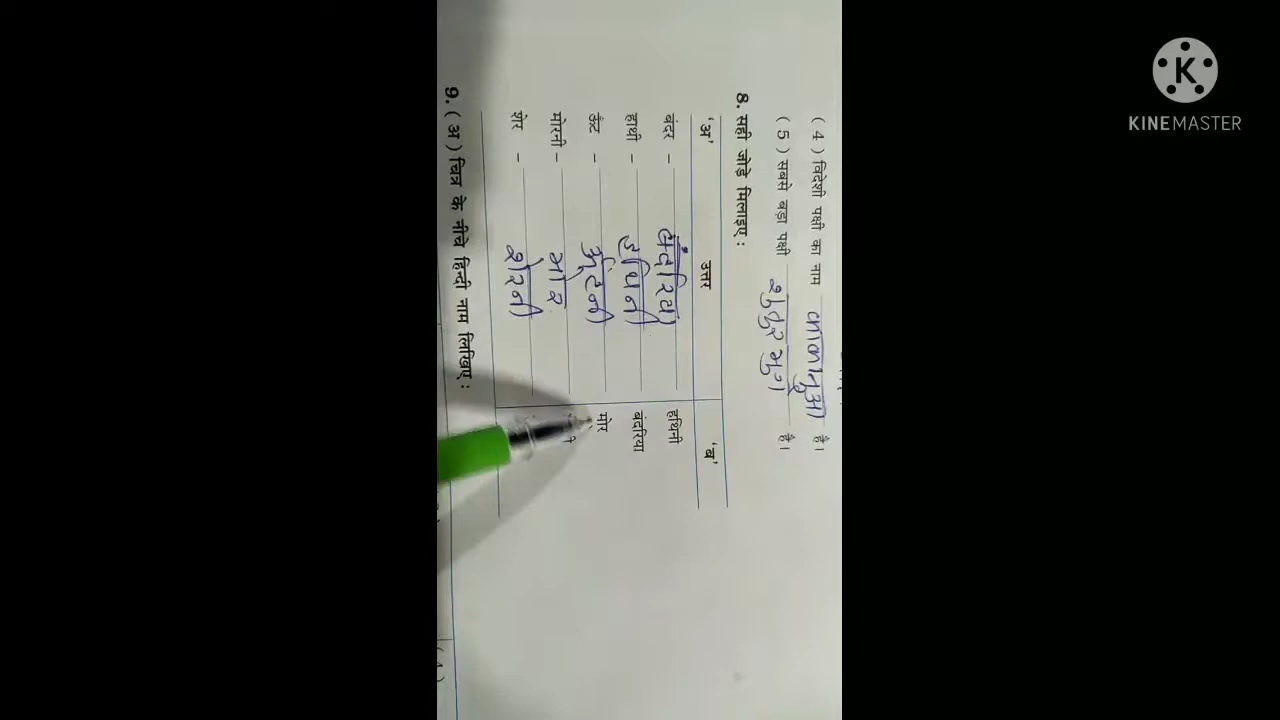 (4) विदेशी पक्षी का नाम काकातुआ है।
(5) सबसे बड़ा पक्षी शुतुरमुर्ग है।
8. सही जोड़े मिलाइए :
'अ' उत्तर 'ब'
बंदर - बंदरिया हथिनी
हाथी - हथिनी बंदरिया
ऊँट - ऊँटनी मोर
मोरनी - मोर
शेर - शेरनी
9. (अ) चित्र के नीचे हिन्दी नाम लिखिए :
KINEMASTER